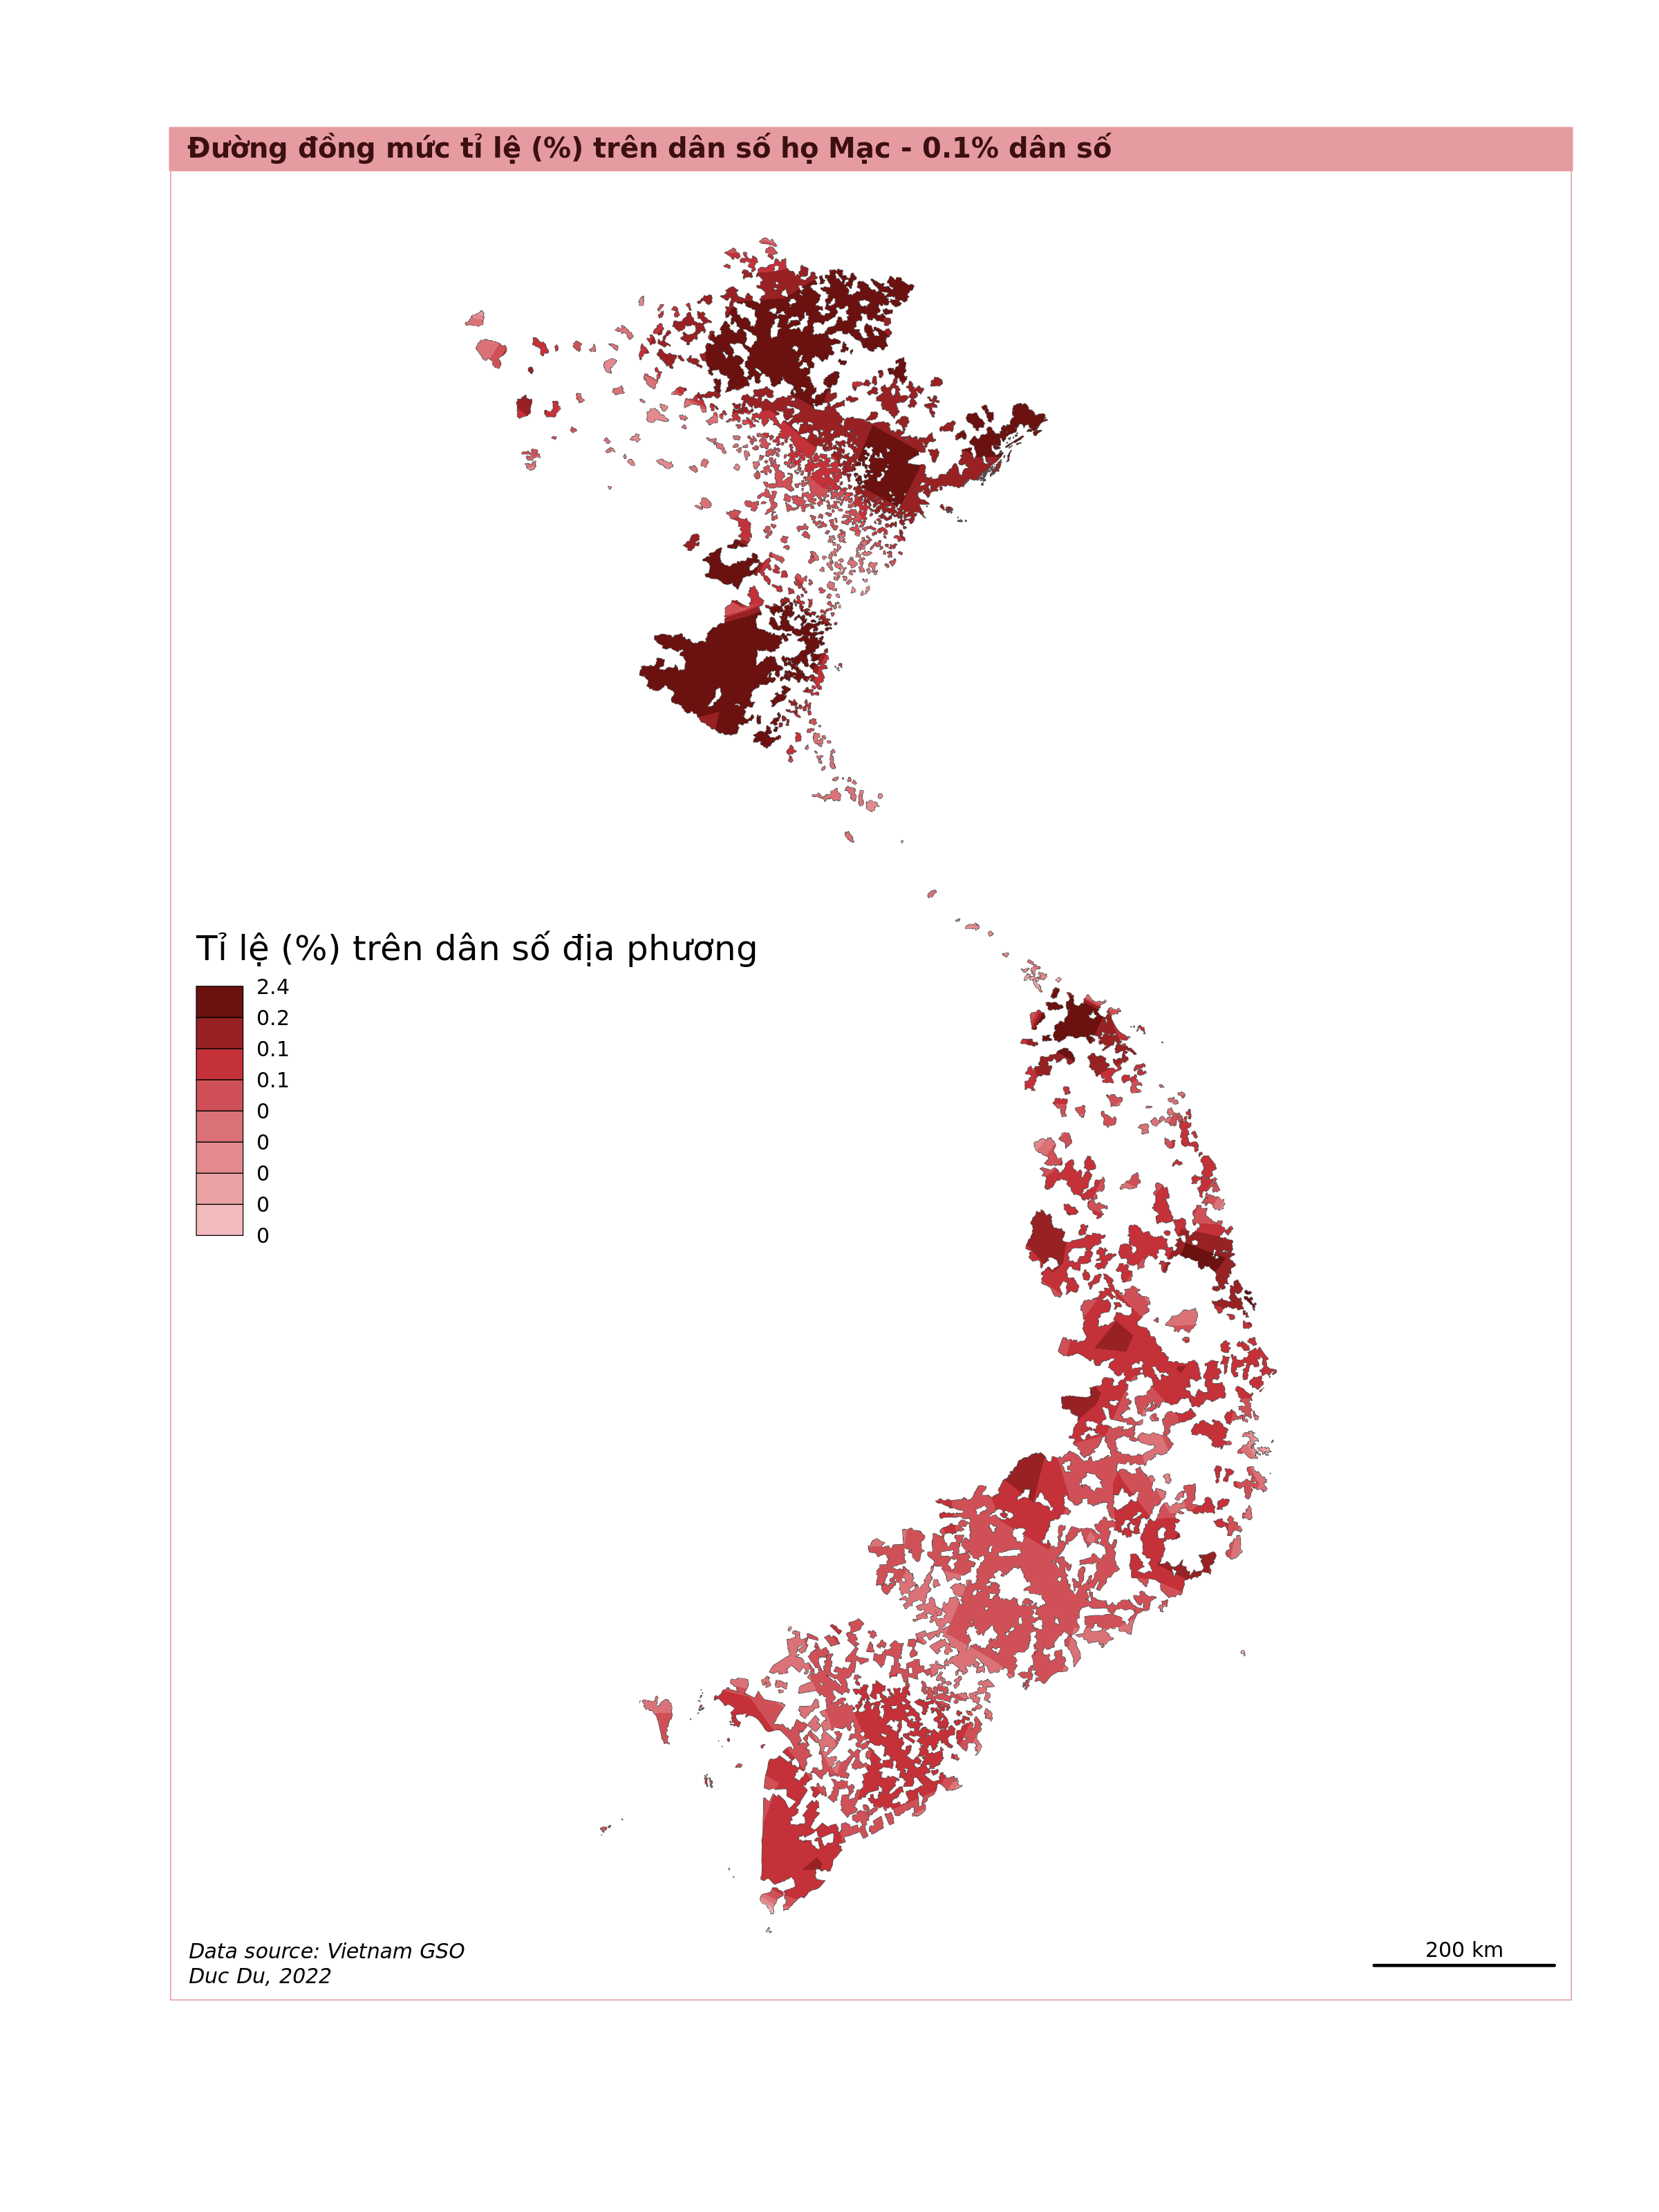 Đường đồng mức tỉ lệ (%) trên dân số họ Mạc - 0.1% dân số
Tỉ lệ (%) trên dân số địa phương
2.4
0.2
0.1
0.1
0
0
0
0
0
Data source: Vietnam GSO
Duc Du, 2022
200 km